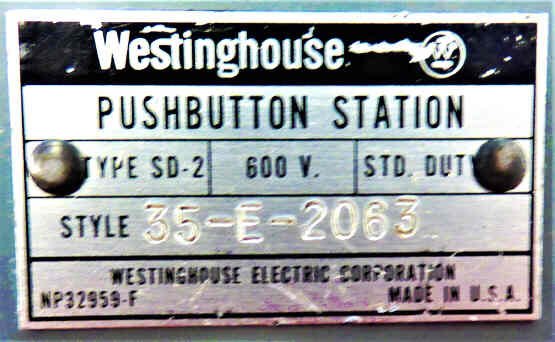 Westinghouse W
PUSHBUTTON STATION
TYPE SD-2 600 V. STD. DUTY
STYLE 35-E-2063
WESTINGHOUSE ELECTRIC CORPORATION
NP32959-F MADE IN U.S.A.